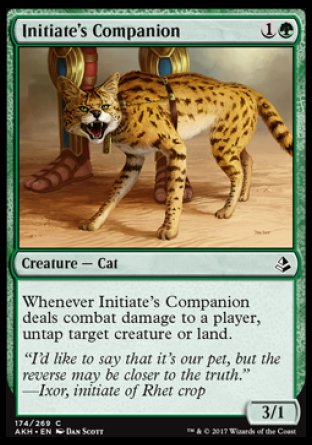 Initiate's Companion 1
Creature — Cat
Whenever Initiate's Companion
deals combat damage to a player,
untap target creature or land.
"I'd like to say that it's our pet, but the
reverse may be closer to the truth."
—Ixor, initiate of Rhet crop
174/269 C
AKH • EN DAN SCOTT
™ & © 2017 Wizards of the Coast
3/1